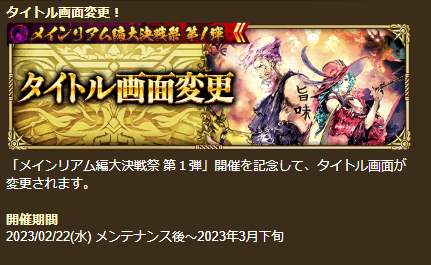 タイトル画面変更！
メインリアム編大決戦祭 第1弾
タイトル画面変更
旨味
「メインリアム編大決戦祭 第１弾」開催を記念して、タイトル画面が
変更されます。
開催期間
2023/02/22(水) メンテナンス後～2023年3月下旬